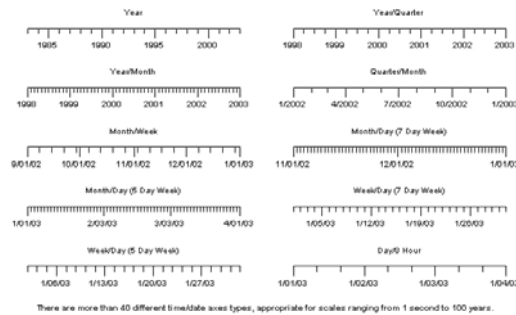 Year
1985 1990 1995 2000
Year/Quarter
1998 1999 2000 2001 2002 2003
Year/Month
1998 1999 2000 2001 2002 2003
Quarter/Month
1/2002 4/2002 7/2002 10/2002 1/2003
Month/Week
9/01/02 10/01/02 11/01/02 12/01/02 1/01/03
Month/Day (7 Day Week)
11/01/02 12/01/02 1/01/03
Month/Day (5 Day Week)
1/01/03 2/03/03 3/03/03 4/01/03
Week/Day (7 Day Week)
1/05/03 1/12/03 1/19/03 1/26/03
Week/Day (5 Day Week)
1/06/03 1/13/03 1/20/03 1/27/03
Day/8 Hour
1/01/03 1/02/03 1/03/03 1/04/03
There are more than 40 different time/date axes types, appropriate for scales ranging from 1 second to 100 years.